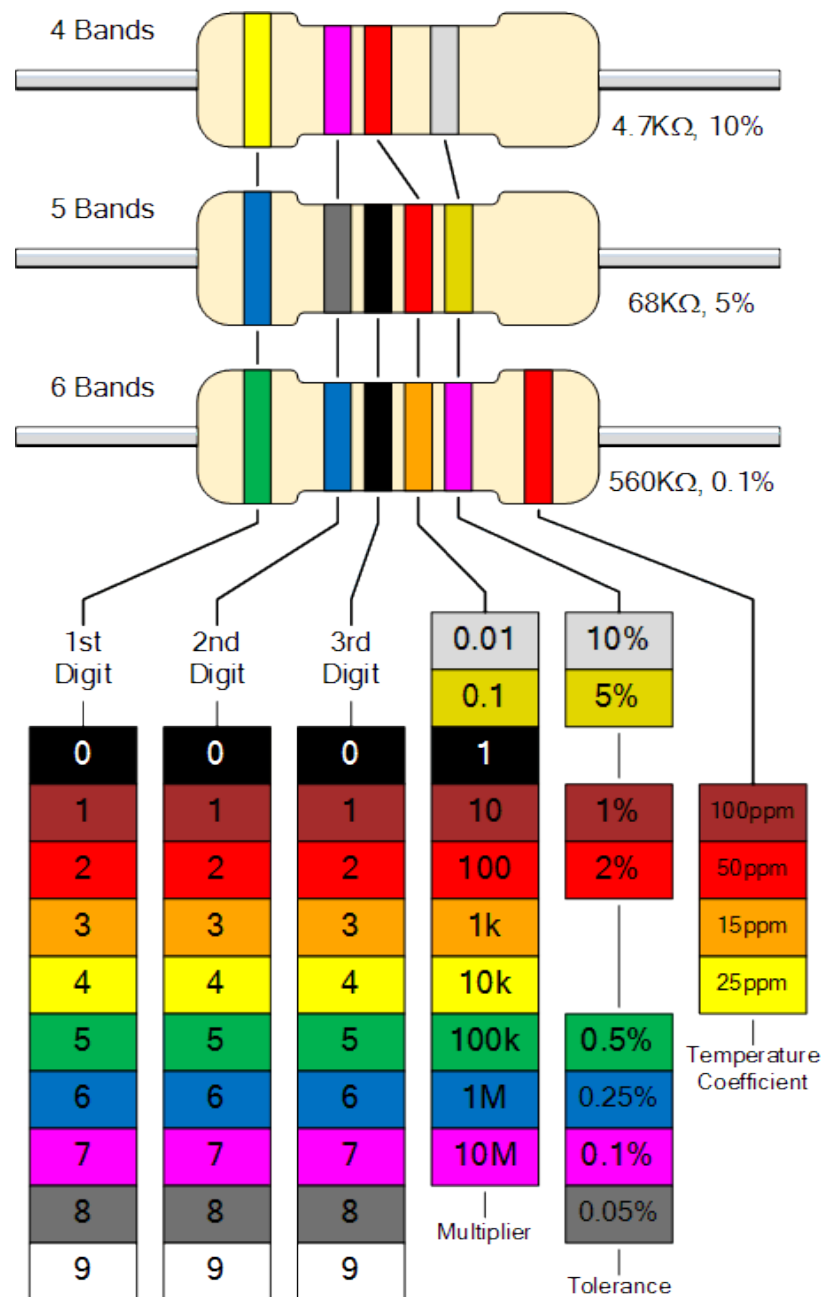 4 Bands
4.7KΩ, 10%
5 Bands
68KΩ, 5%
6 Bands
560KΩ, 0.1%
1st
Digit
2nd
Digit
3rd
Digit
0.01 10%
0.1 5%
0 0 0 1
1 1 1 10 1% 100ppm
2 2 2 100 2% 50ppm
3 3 3 1k 15ppm
4 4 4 10k 25ppm
5 5 5 100k 0.5%
Temperature
Coefficient
6 6 6 1M 0.25%
7 7 7 10M 0.1%
8 8 8 0.05%
Multiplier
9 9 9
Tolerance